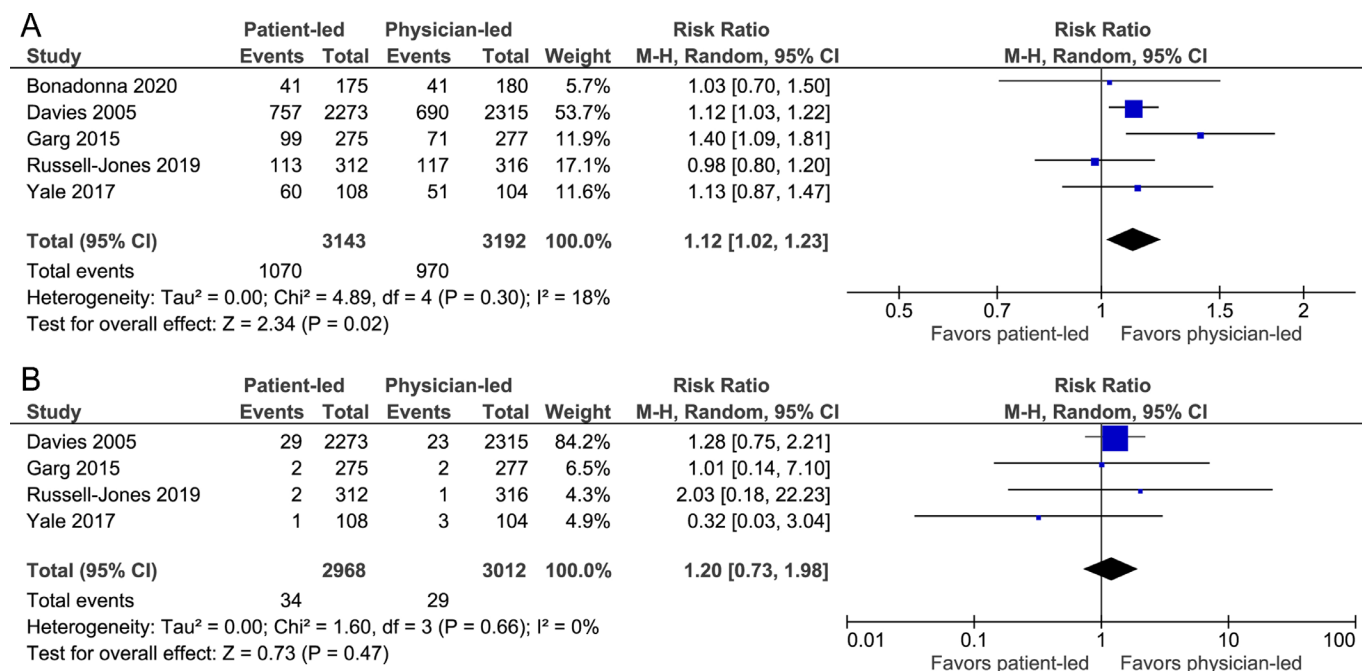 A
Patient-led Physician-led Risk Ratio Risk Ratio
Study Events Total Events Total Weight M-H, Random, 95% CI M-H, Random, 95% CI
Bonadonna 2020 41 175 41 180 5.7% 1.03 [0.70, 1.50]
Davies 2005 757 2273 690 2315 53.7% 1.12 [1.03, 1.22]
Garg 2015 99 275 71 277 11.9% 1.40 [1.09, 1.81]
Russell-Jones 2019 113 312 117 316 17.1% 0.98 [0.80, 1.20]
Yale 2017 60 108 51 104 11.6% 1.13 [0.87, 1.47]
Total (95% CI) 3143 3192 100.0% 1.12 [1.02, 1.23]
Total events 1070 970
Heterogeneity: Tau² = 0.00; Chi² = 4.89, df = 4 (P = 0.30); I² = 18%
Test for overall effect: Z = 2.34 (P = 0.02)
0.5 0.7 1 1.5 2
Favors patient-led Favors physician-led
B
Patient-led Physician-led Risk Ratio Risk Ratio
Study Events Total Events Total Weight M-H, Random, 95% CI M-H, Random, 95% CI
Davies 2005 29 2273 23 2315 84.2% 1.28 [0.75, 2.21]
Garg 2015 2 275 2 277 6.5% 1.01 [0.14, 7.10]
Russell-Jones 2019 2 312 1 316 4.3% 2.03 [0.18, 22.23]
Yale 2017 1 108 3 104 4.9% 0.32 [0.03, 3.04]
Total (95% CI) 2968 3012 100.0% 1.20 [0.73, 1.98]
Total events 34 29
Heterogeneity: Tau² = 0.00; Chi² = 1.60, df = 3 (P = 0.66); I² = 0%
Test for overall effect: Z = 0.73 (P = 0.47)
0.01 0.1 1 10 100
Favors patient-led Favors physician-led